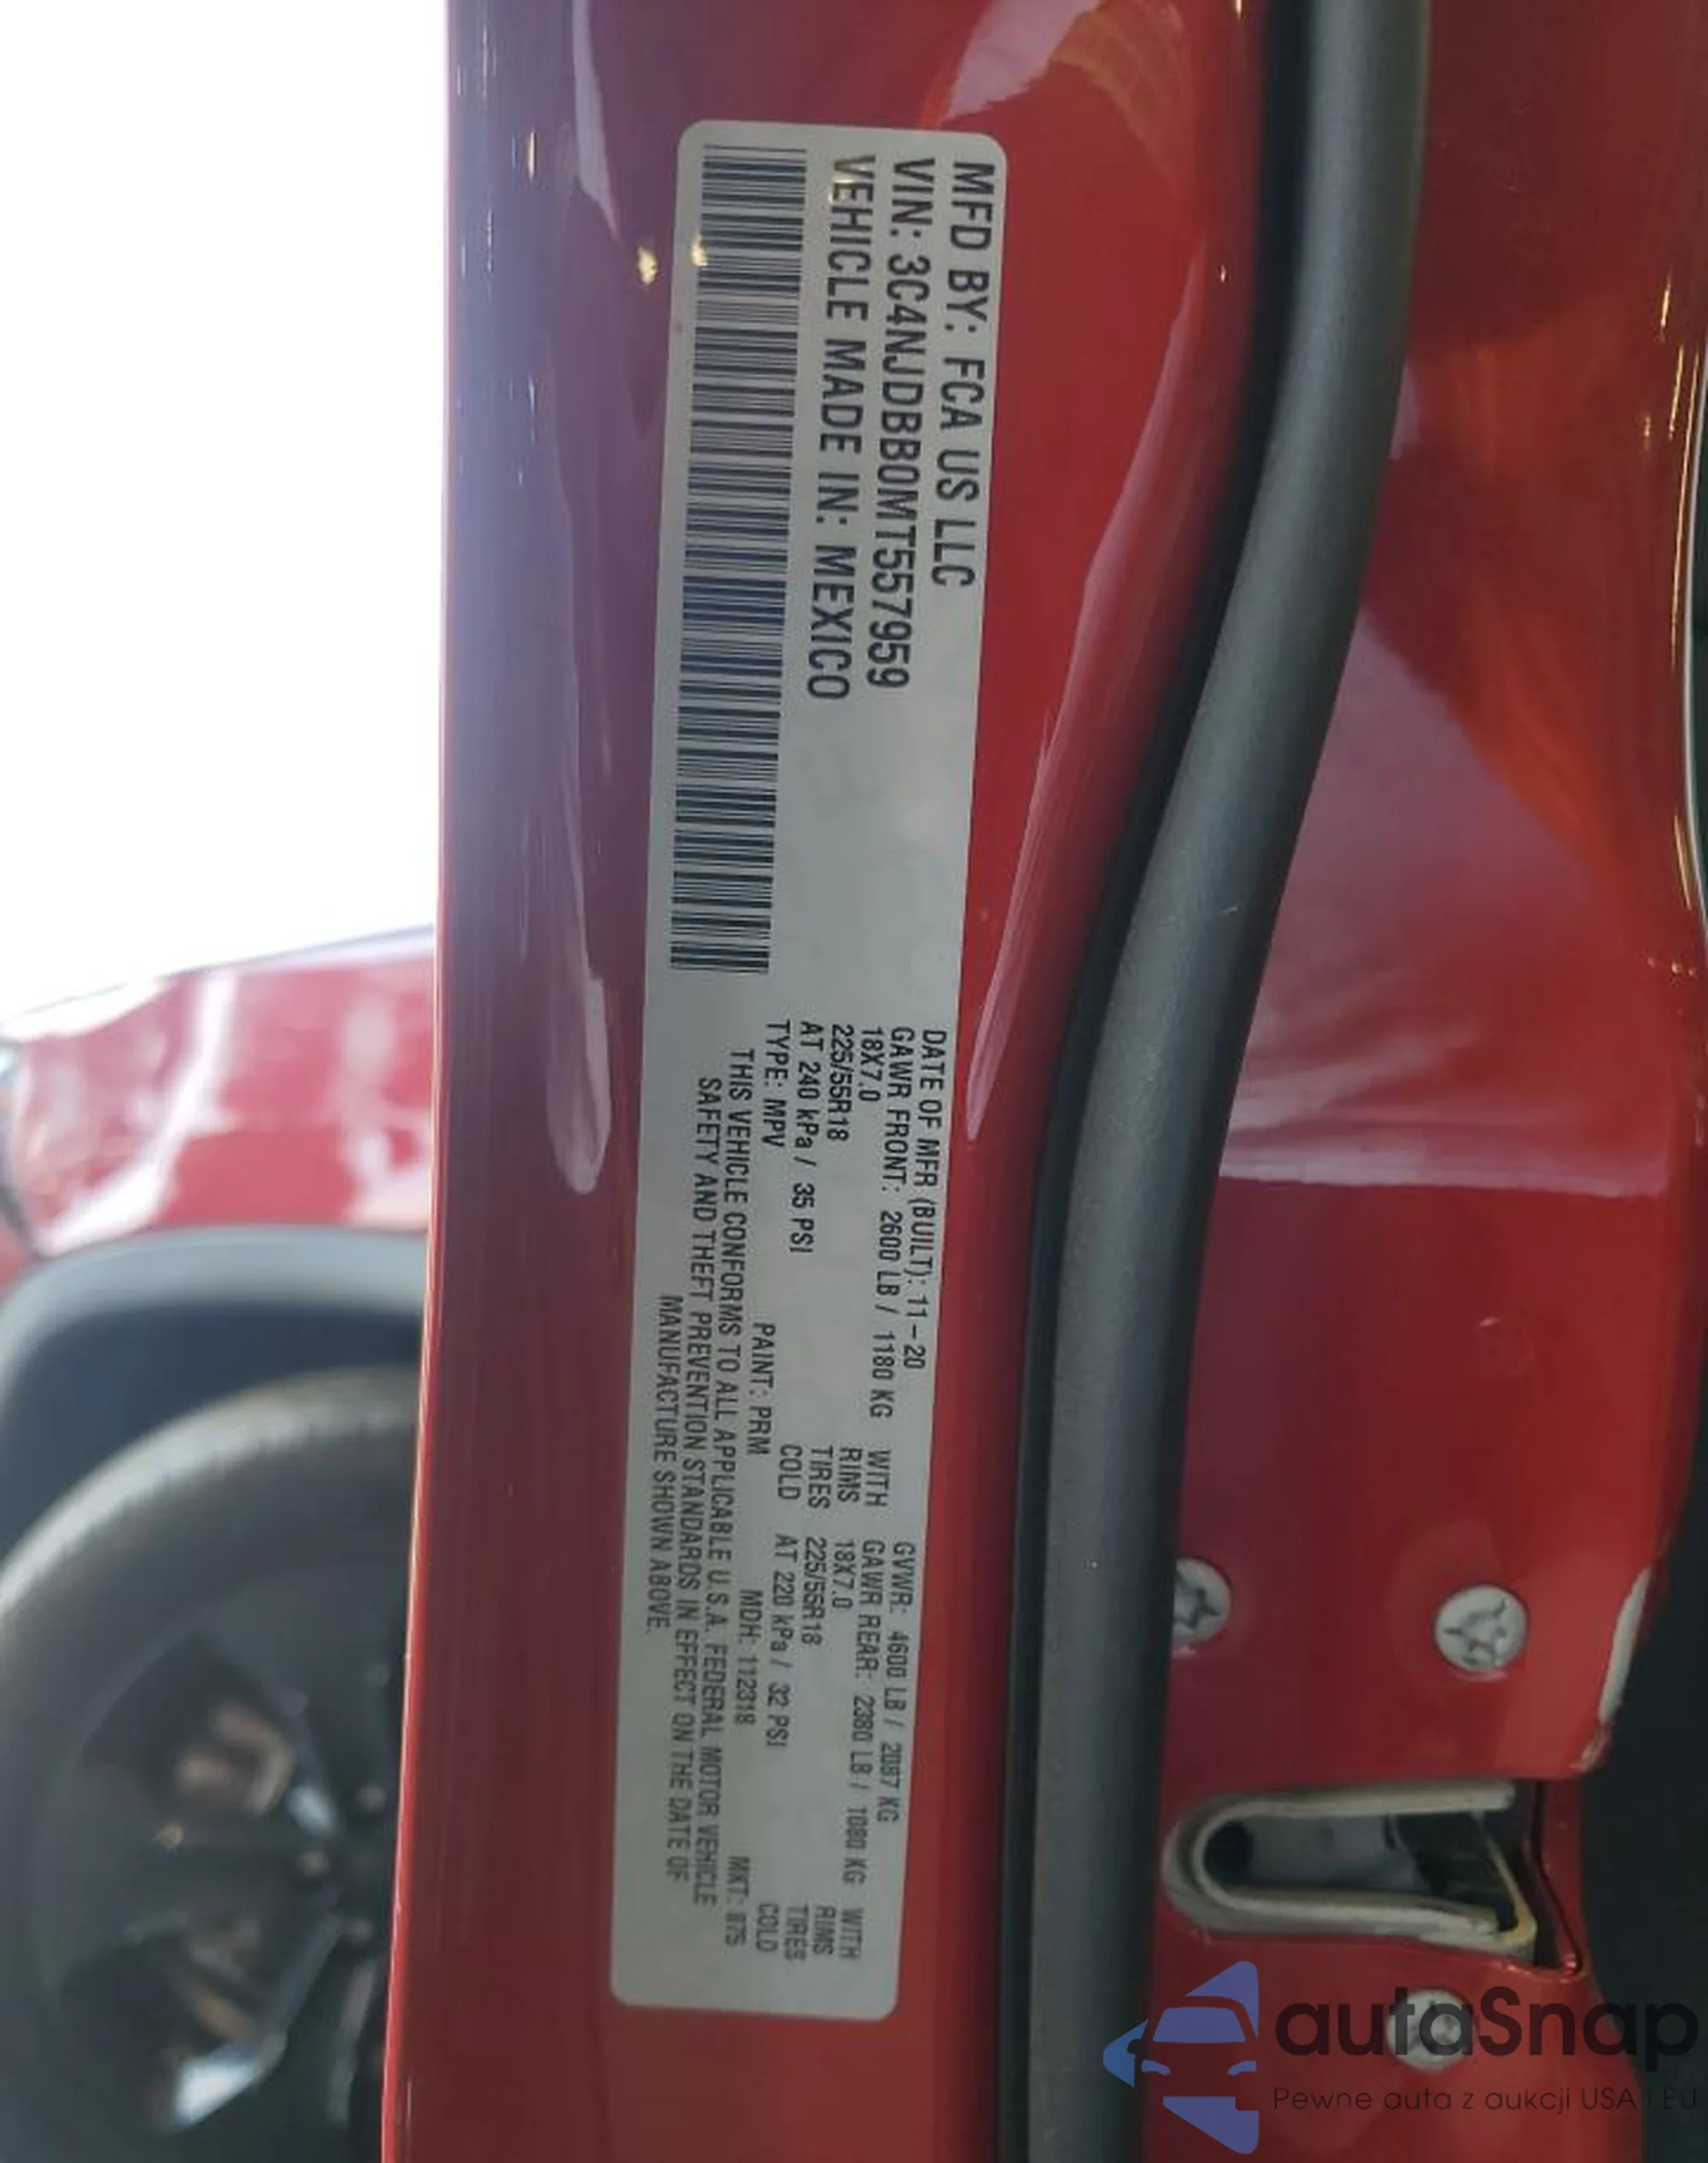 MFD BY: FCA US LLC
VIN: 3C4NJDBB0MT557959
VEHICLE MADE IN: MEXICO
DATE OF MFR (BUILT): 11-20 GVWR: 4600 LB / 2087 KG
GAWR FRONT: 2600 LB / 1180 KG WITH GAWR REAR: 2380 LB / 1080 KG WITH
18X7.0 RIMS 18X7.0 RIMS
225/55R18 TIRES 225/55R18 TIRES
AT 240 kPa / 35 PSI COLD AT 220 kPa / 32 PSI COLD
TYPE: MPV PAINT: PRM MDH: 112318 MKT: 975
THIS VEHICLE CONFORMS TO ALL APPLICABLE U.S.A. FEDERAL MOTOR VEHICLE
SAFETY AND THEFT PREVENTION STANDARDS IN EFFECT ON THE DATE OF
MANUFACTURE SHOWN ABOVE.
autaSnap
Pewne auta z aukcji USA i EU